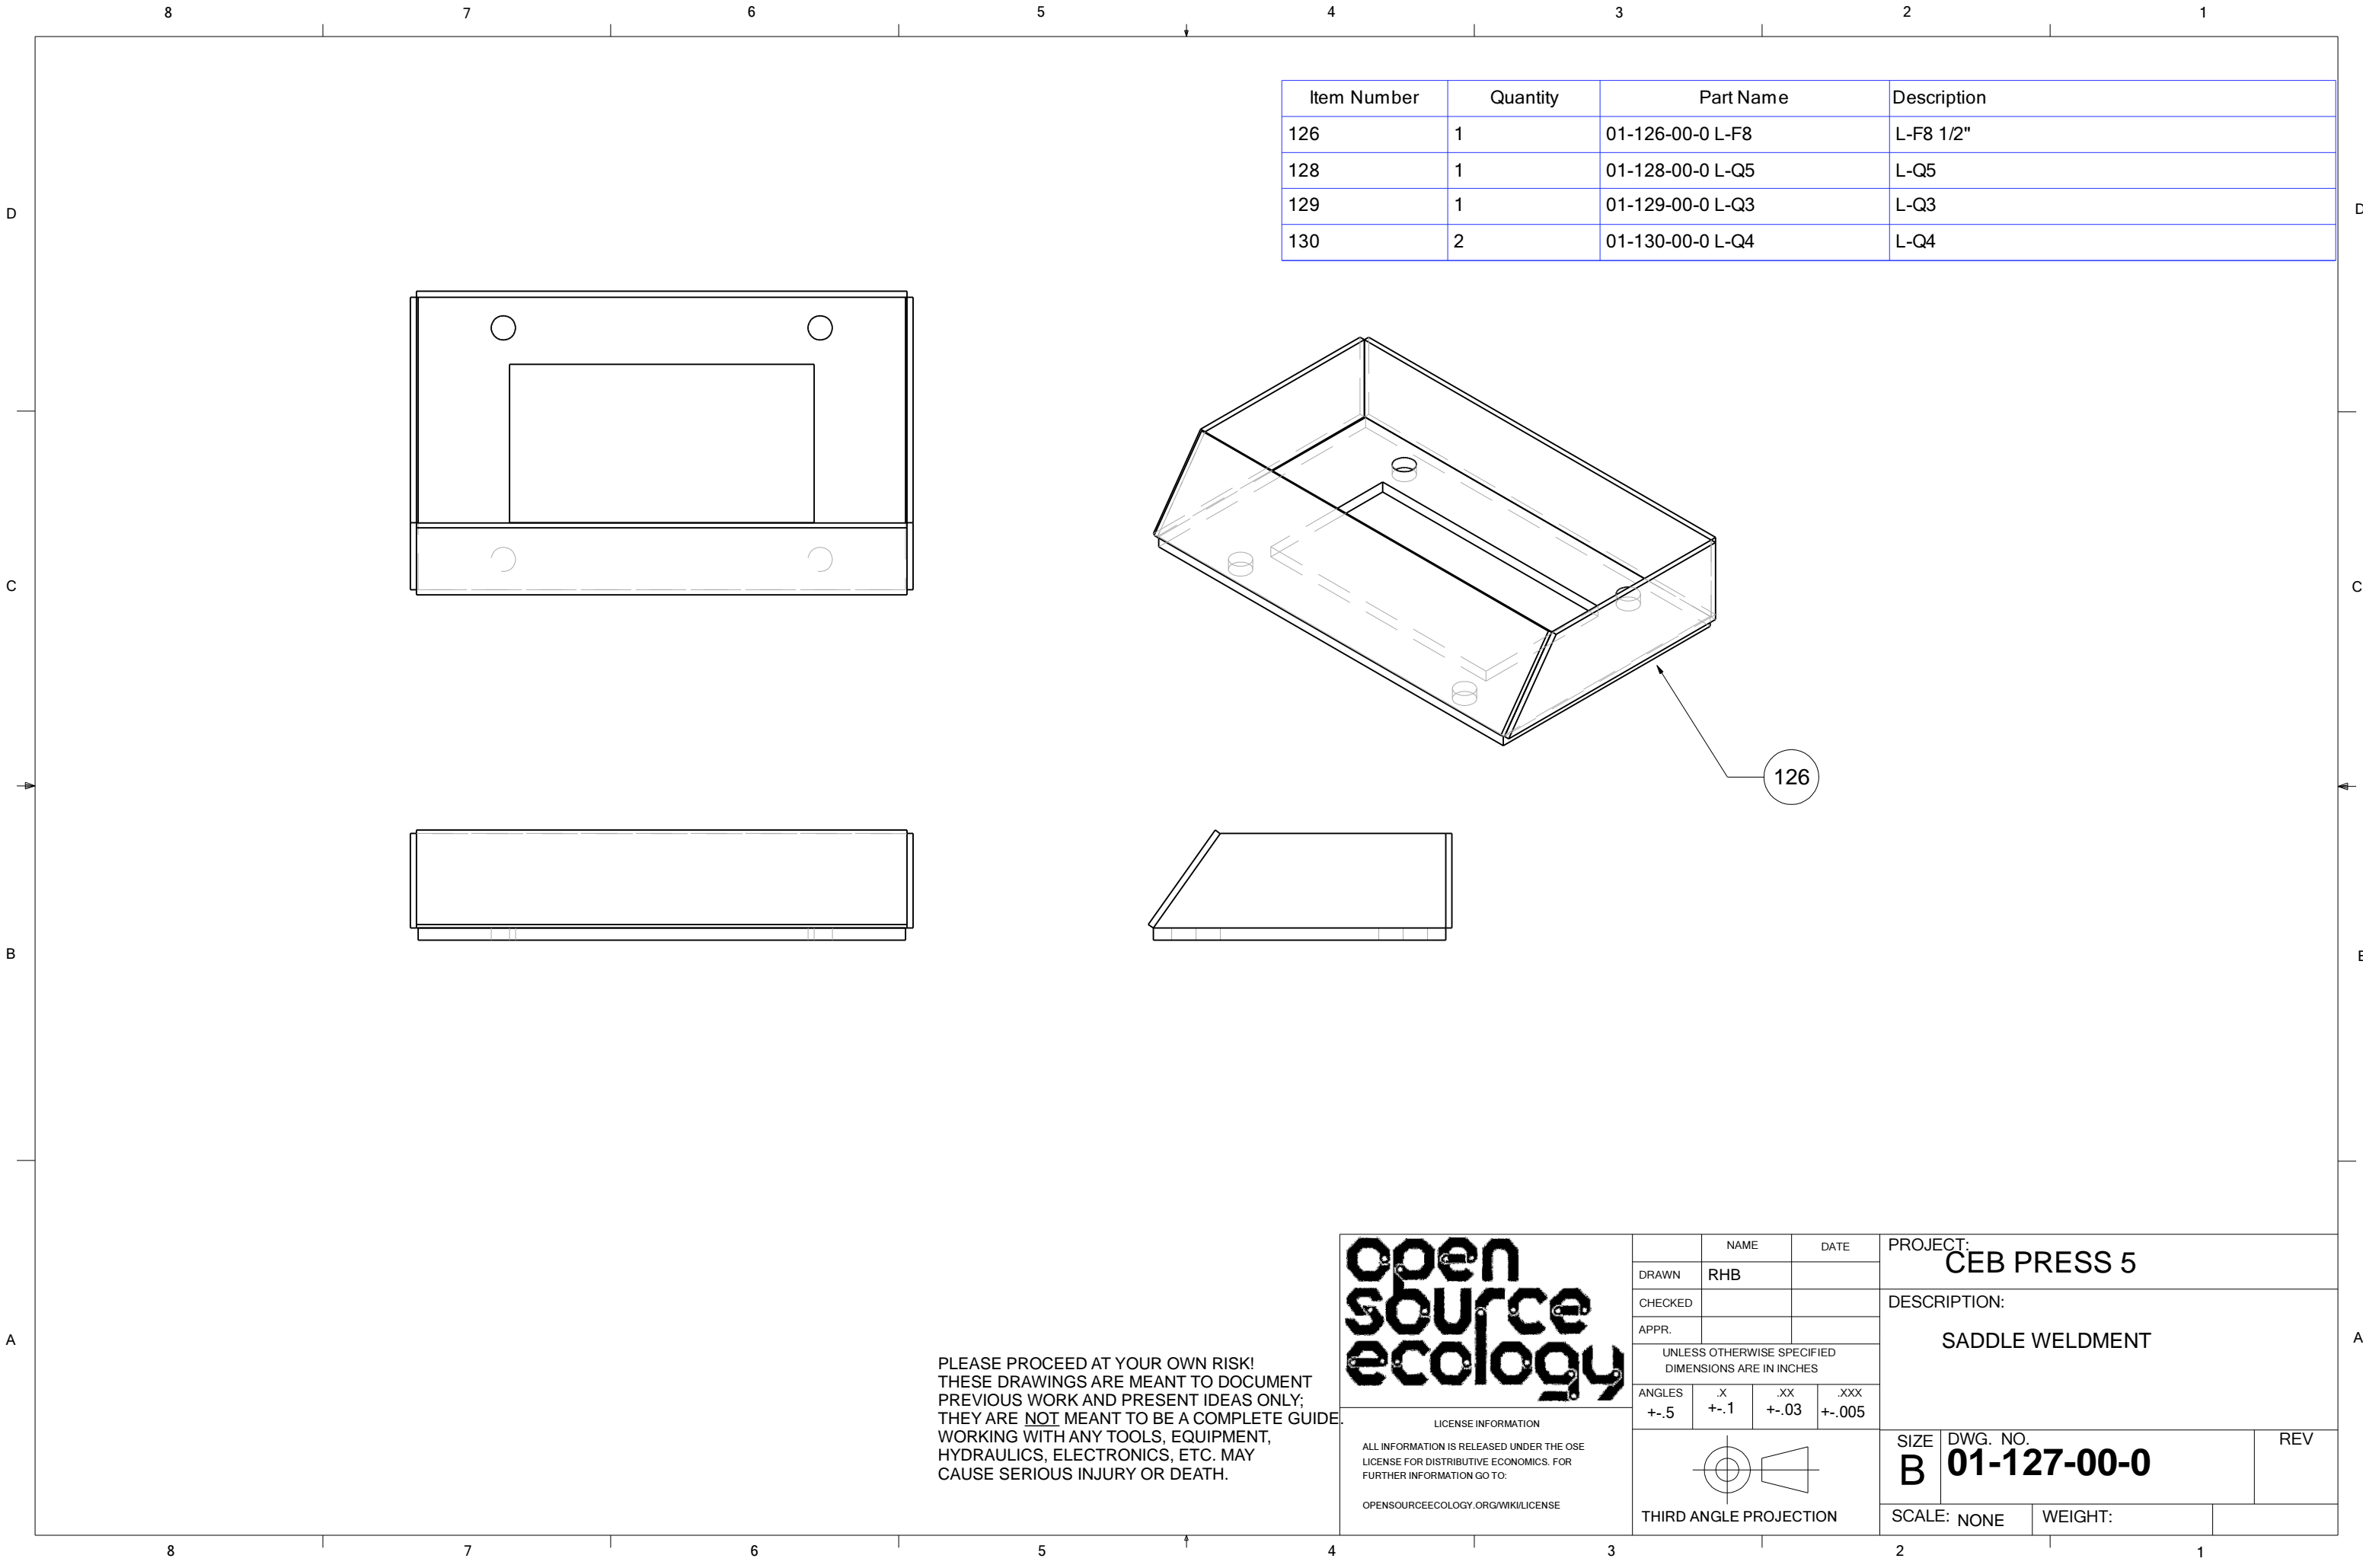 8 7 6 5 4 3 2 1
Item Number Quantity Part Name Description
126 1 01-126-00-0 L-F8 L-F8 1/2"
128 1 01-128-00-0 L-Q5 L-Q5
129 1 01-129-00-0 L-Q3 L-Q3
130 2 01-130-00-0 L-Q4 L-Q4
D D
C C
126
B B
A A
PLEASE PROCEED AT YOUR OWN RISK!
THESE DRAWINGS ARE MEANT TO DOCUMENT
PREVIOUS WORK AND PRESENT IDEAS ONLY;
THEY ARE NOT MEANT TO BE A COMPLETE GUIDE.
WORKING WITH ANY TOOLS, EQUIPMENT,
HYDRAULICS, ELECTRONICS, ETC. MAY
CAUSE SERIOUS INJURY OR DEATH.
open
source
ecology
LICENSE INFORMATION
ALL INFORMATION IS RELEASED UNDER THE OSE
LICENSE FOR DISTRIBUTIVE ECONOMICS. FOR
FURTHER INFORMATION GO TO:
OPENSOURCEECOLOGY.ORG/WIKI/LICENSE
NAME DATE
DRAWN RHB
CHECKED
APPR.
UNLESS OTHERWISE SPECIFIED
DIMENSIONS ARE IN INCHES
ANGLES .X .XX .XXX
+-.5 +-.1 +-.03 +-.005
THIRD ANGLE PROJECTION
PROJECT:
CEB PRESS 5
DESCRIPTION:
SADDLE WELDMENT
SIZE DWG. NO. REV
B 01-127-00-0
SCALE: NONE WEIGHT:
8 7 6 5 4 3 2 1